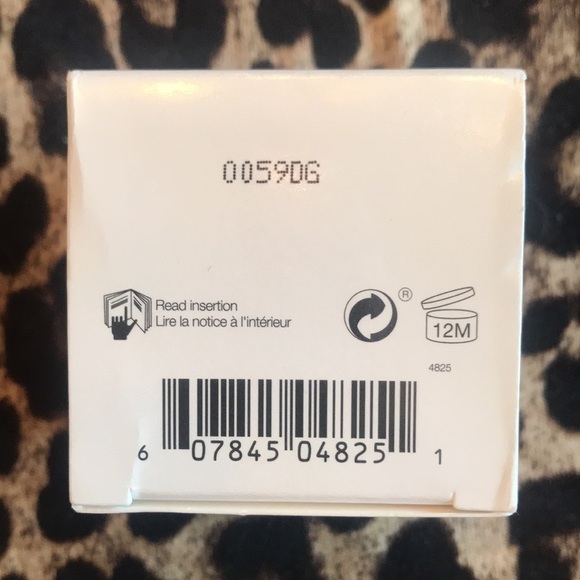 0059DG
Read insertion
Lire la notice à l'intérieur
®
12M
4825
6 07845 04825 1